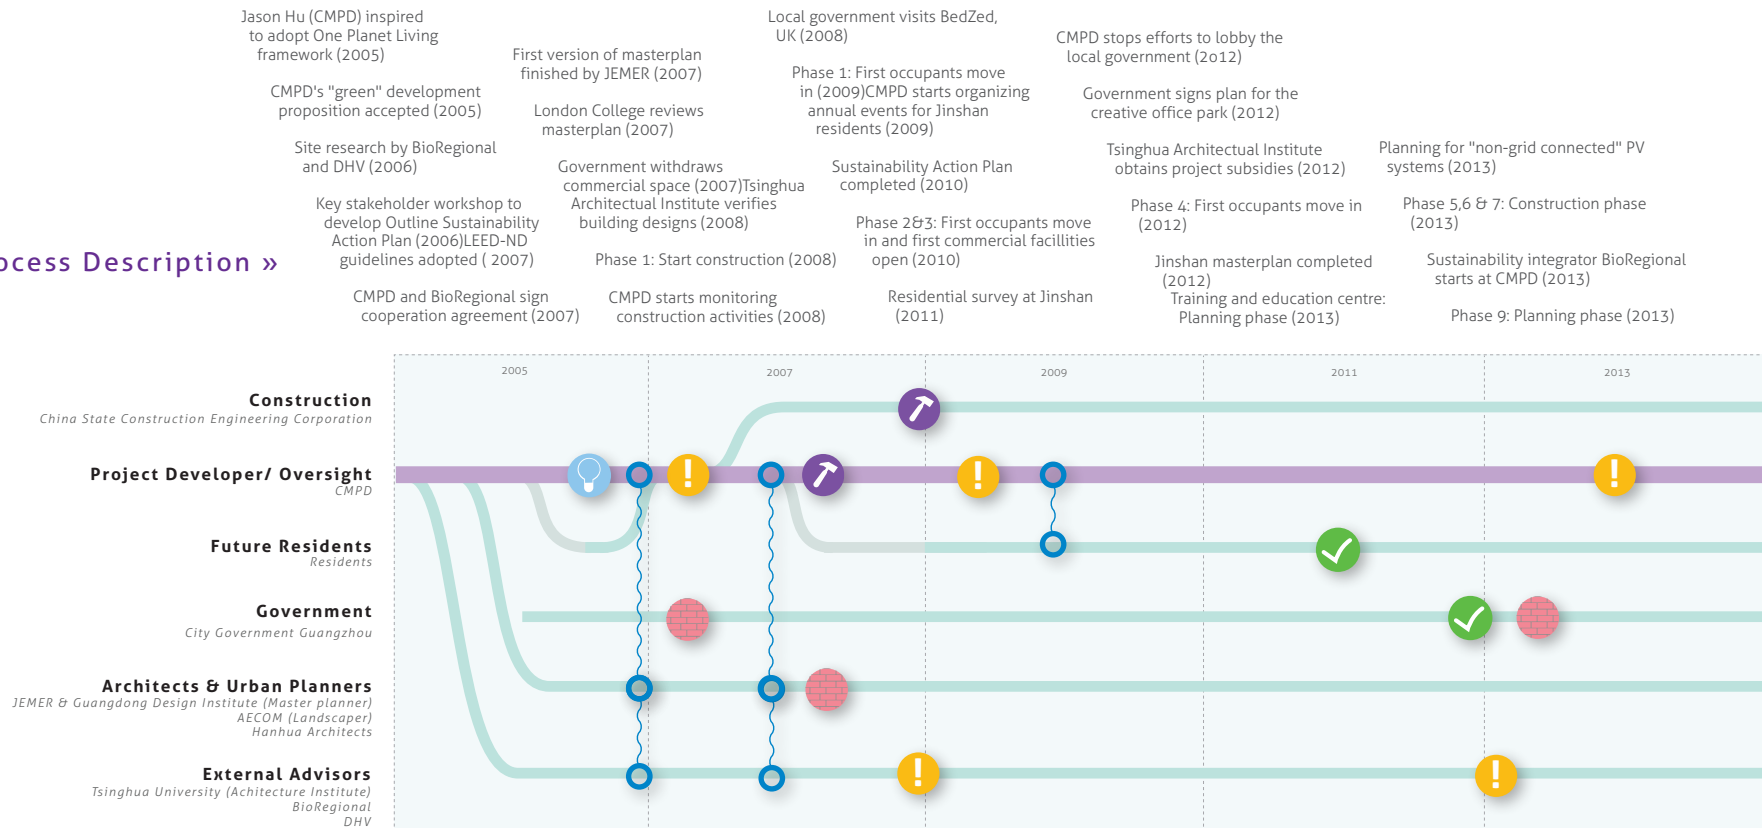 Jason Hu (CMPD) inspired
to adopt One Planet Living
framework (2005)
CMPD's "green" development
proposition accepted (2005)
Site research by BioRegional
and DHV (2006)
Key stakeholder workshop to
develop Outline Sustainability
Action Plan (2006)LEED-ND
guidelines adopted ( 2007)
CMPD and BioRegional sign
cooperation agreement (2007)
First version of masterplan
finished by JEMER (2007)
London College reviews
masterplan (2007)
Government withdraws
commercial space (2007)Tsinghua
Architectual Institute verifies
building designs (2008)
Phase 1: Start construction (2008)
CMPD starts monitoring
construction activities (2008)
Local government visits BedZed,
UK (2008)
Phase 1: First occupants move
in (2009)CMPD starts organizing
annual events for Jinshan
residents (2009)
Sustainability Action Plan
completed (2010)
Phase 2&3: First occupants move
in and first commercial facillities
open (2010)
Residential survey at Jinshan
(2011)
CMPD stops efforts to lobby the
local government (2012)
Government signs plan for the
creative office park (2012)
Tsinghua Architectual Institute
obtains project subsidies (2012)
Phase 4: First occupants move in
(2012)
Jinshan masterplan completed
(2012)
Training and education centre:
Planning phase (2013)
Planning for "non-grid connected" PV
systems (2013)
Phase 5,6 & 7: Construction phase
(2013)
Sustainability integrator BioRegional
starts at CMPD (2013)
Phase 9: Planning phase (2013)
ocess Description »
2005
2007
2009
2011
2013
Construction
China State Construction Engineering Corporation
Project Developer/ Oversight
CMPD
Future Residents
Residents
Government
City Government Guangzhou
Architects & Urban Planners
JEMER & Guangdong Design Institute (Master planner)
AECOM (Landscaper)
Hanhua Architects
External Advisors
Tsinghua University (Achitecture Institute)
BioRegional
DHV